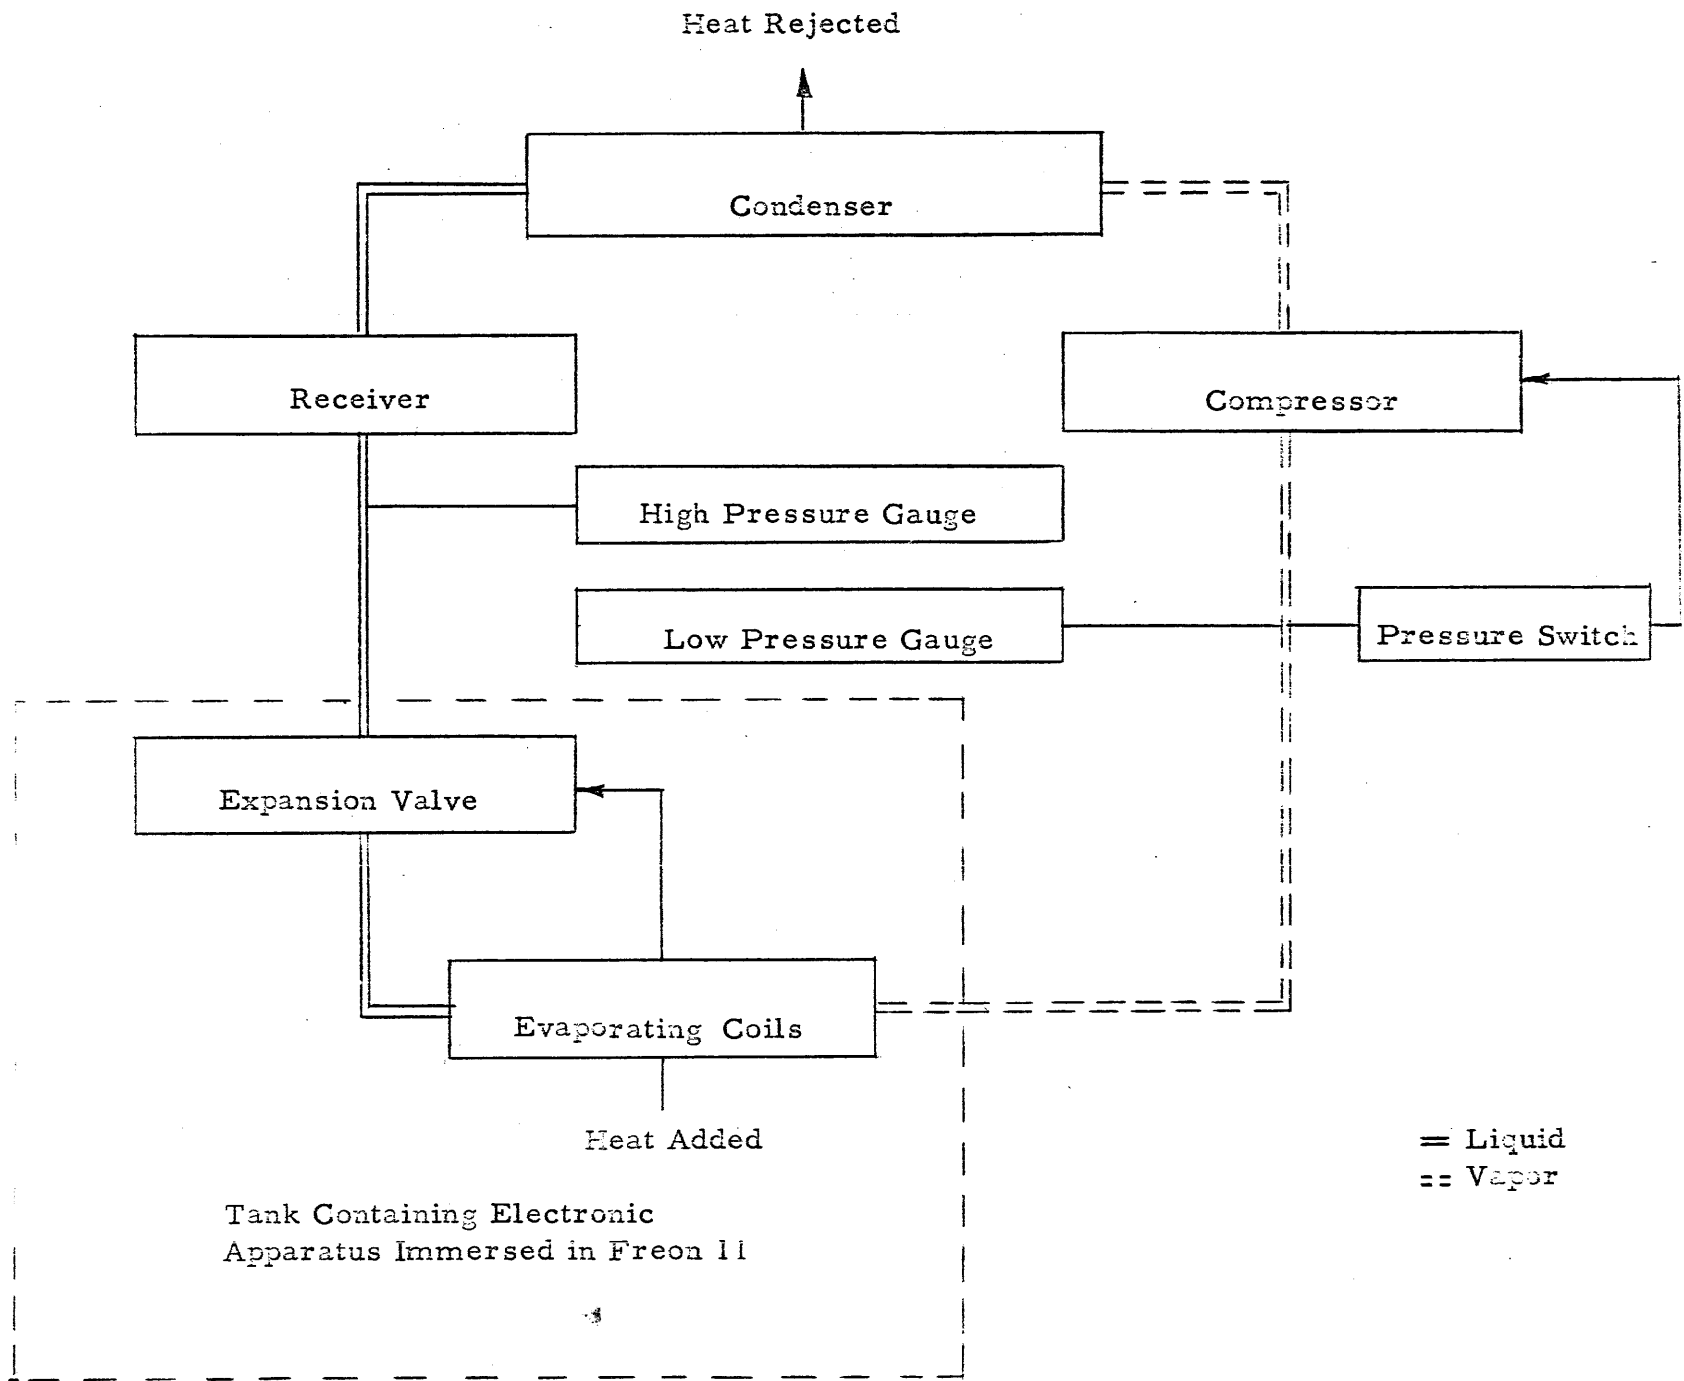 Heat Rejected
Condenser
Receiver
Compressor
High Pressure Gauge
Low Pressure Gauge
Pressure Switch
Expansion Valve
Evaporating Coils
Heat Added
= Liquid
== Vapor
Tank Containing Electronic
Apparatus Immersed in Freon 11